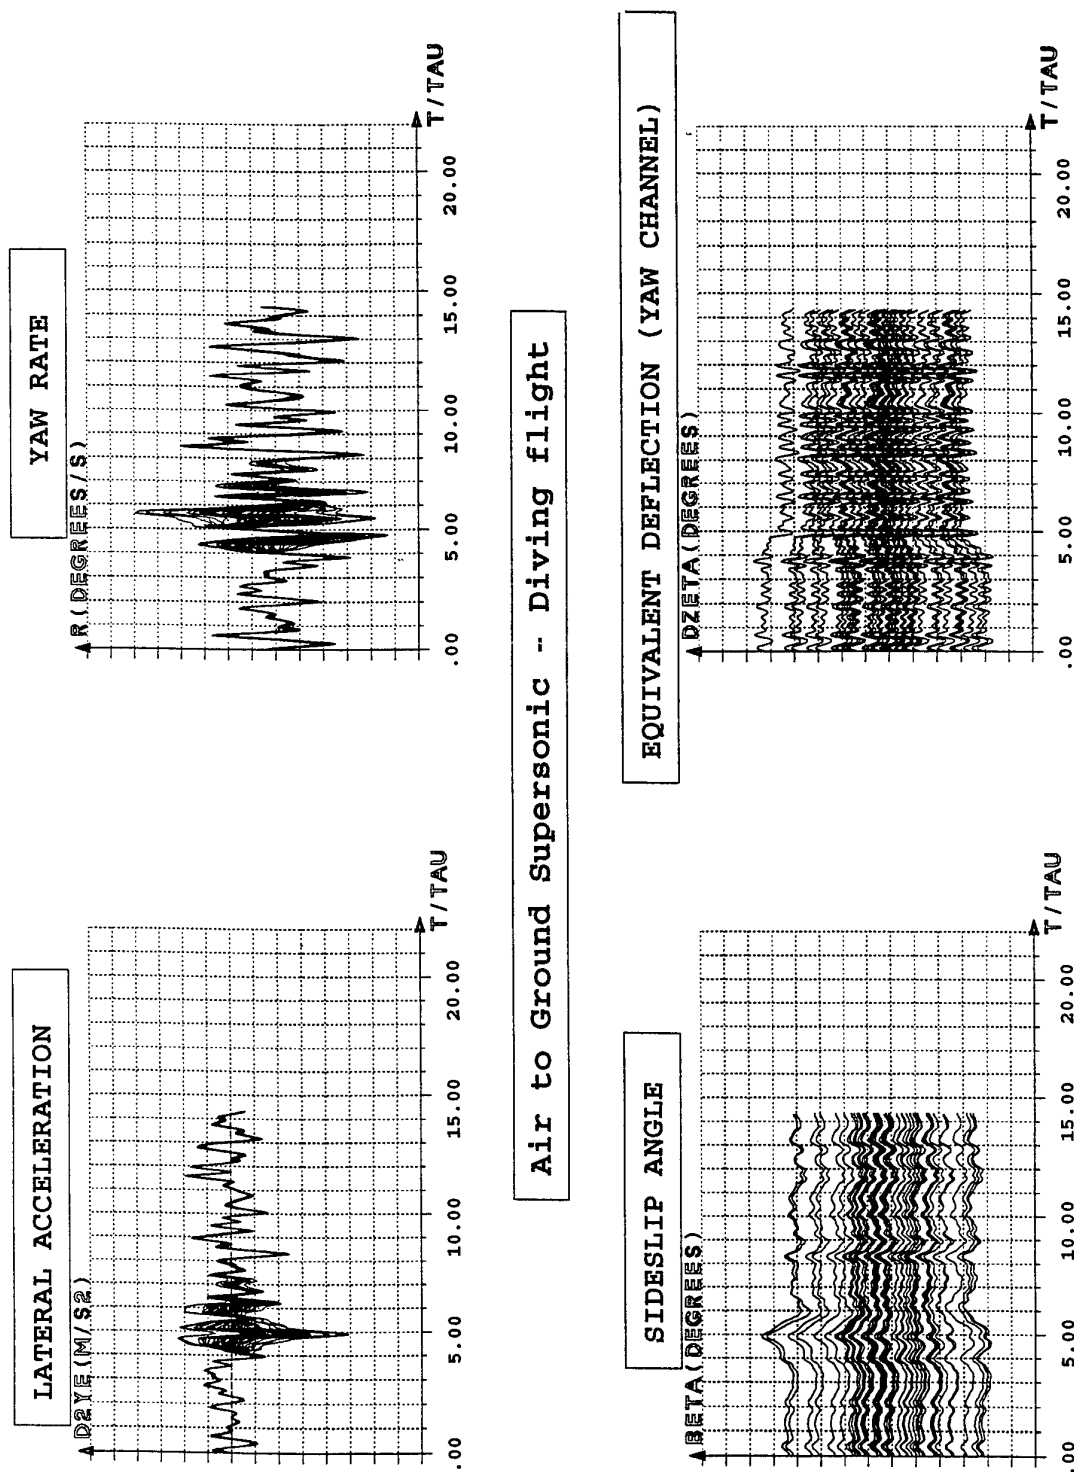 LATERAL ACCELERATION
D2YE(M/S2)
.00 5.00 10.00 15.00 20.00
T/TAU
YAW RATE
R(DEGREES/S)
.00 5.00 10.00 15.00 20.00
T/TAU
Air to Ground Supersonic - Diving flight
SIDESLIP ANGLE
BETA(DEGREES)
.00 5.00 10.00 15.00 20.00
T/TAU
EQUIVALENT DEFLECTION (YAW CHANNEL)
DZETA(DEGREES)
.00 5.00 10.00 15.00 20.00
T/TAU